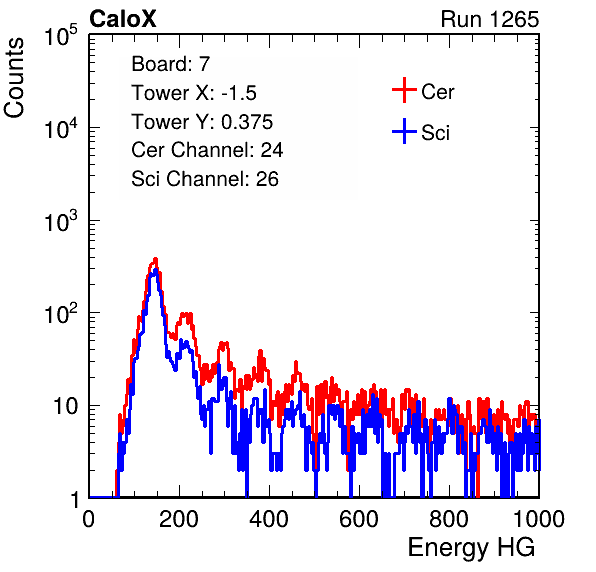 CaloX Run 1265
Counts
10^5
10^4
10^3
10^2
10
1
Board: 7
Tower X: -1.5
Tower Y: 0.375
Cer Channel: 24
Sci Channel: 26
Cer
Sci
0 200 400 600 800 1000
Energy HG